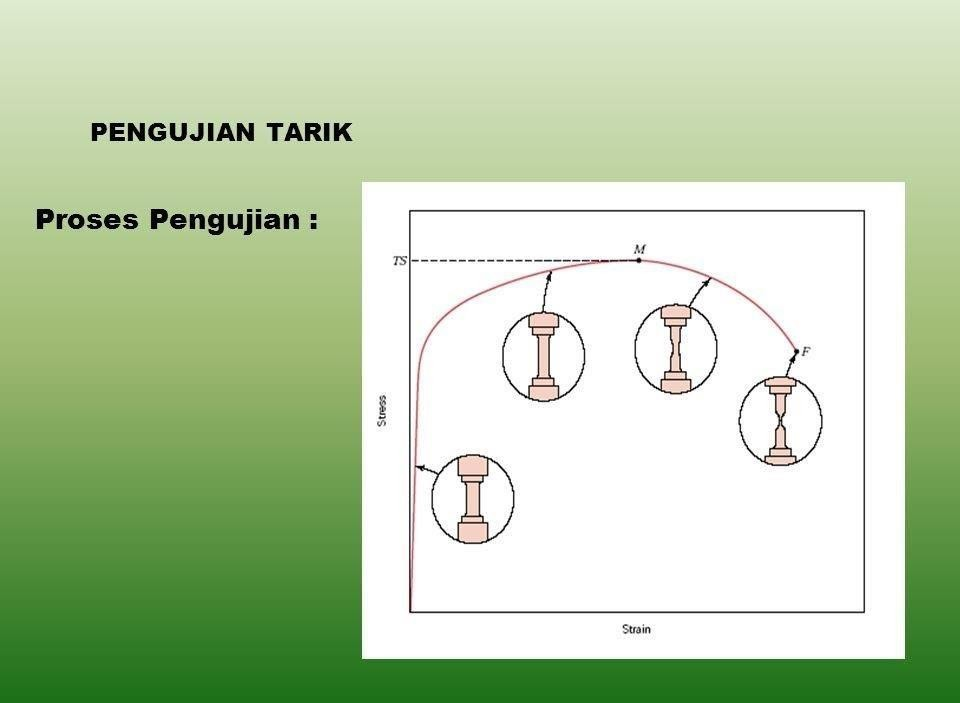 PENGUJIAN TARIK
Proses Pengujian :
M
TS
F
Stress
Strain